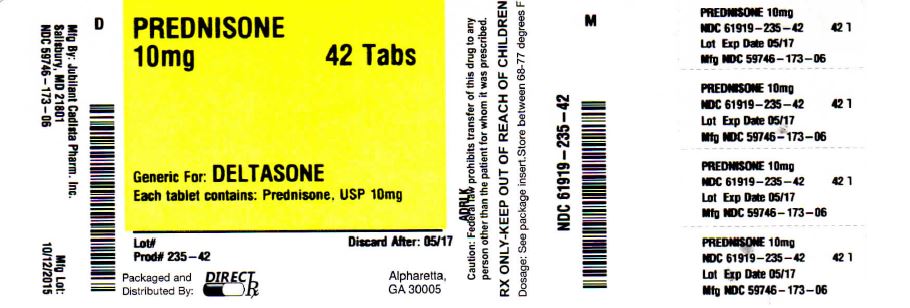 Mfg By: Jubilant Cadista Pharm. Inc.
Salisbury, MD 21801
NDC 59746-173-06
Mfg Lot:
10/12/2015
D
PREDNISONE
10mg 42 Tabs
Generic For: DELTASONE
Each tablet contains: Prednisone, USP 10mg
Lot# Discard After: 05/17
Prod# 235-42
Packaged and
Distributed By:
DIRECT Rx
Alpharetta,
GA 30005
ADRLK
Caution: Federal law prohibits transfer of this drug to any
person other than the patient for whom it was prescribed.
RX ONLY-KEEP OUT OF REACH OF CHILDREN
Dosage: See package insert.Store between 68-77 degrees F
M
NDC 61919-235-42
PREDNISONE 10mg
NDC 61919-235-42 42 1
Lot Exp Date 05/17
Mfg NDC 59746-173-06
PREDNISONE 10mg
NDC 61919-235-42 42 1
Lot Exp Date 05/17
Mfg NDC 59746-173-06
PREDNISONE 10mg
NDC 61919-235-42 42 1
Lot Exp Date 05/17
Mfg NDC 59746-173-06
PREDNISONE 10mg
NDC 61919-235-42 42 1
Lot Exp Date 05/17
Mfg NDC 59746-173-06